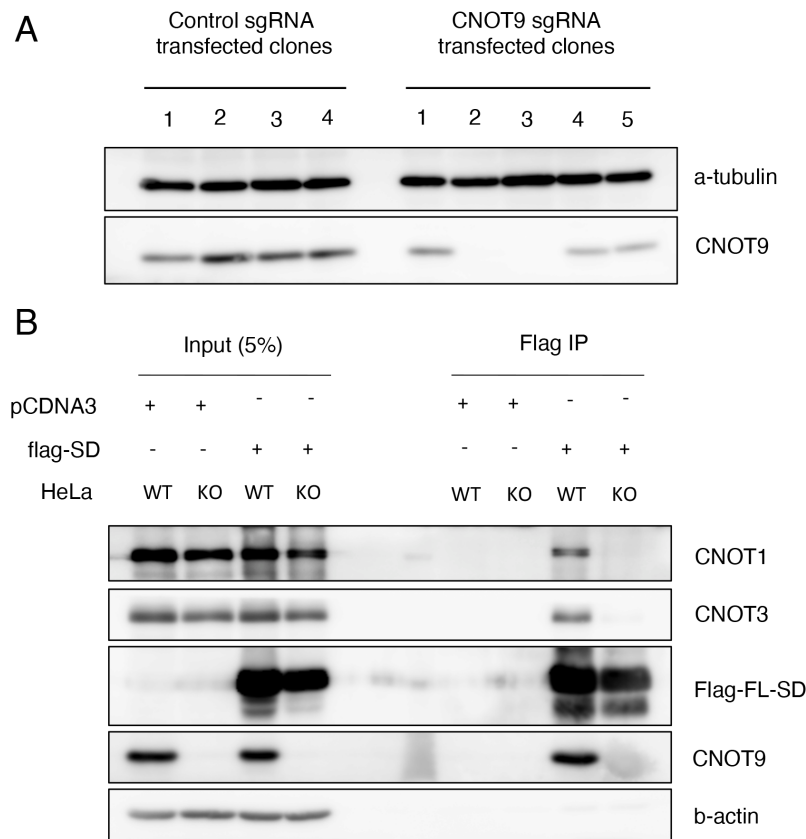 A
Control sgRNA transfected clones
CNOT9 sgRNA transfected clones
1 2 3 4 1 2 3 4 5
a-tubulin
CNOT9
B
Input (5%) Flag IP
pCDNA3 + + - - + + - -
flag-SD - - + + - - + +
HeLa WT KO WT KO WT KO WT KO
CNOT1
CNOT3
Flag-FL-SD
CNOT9
b-actin